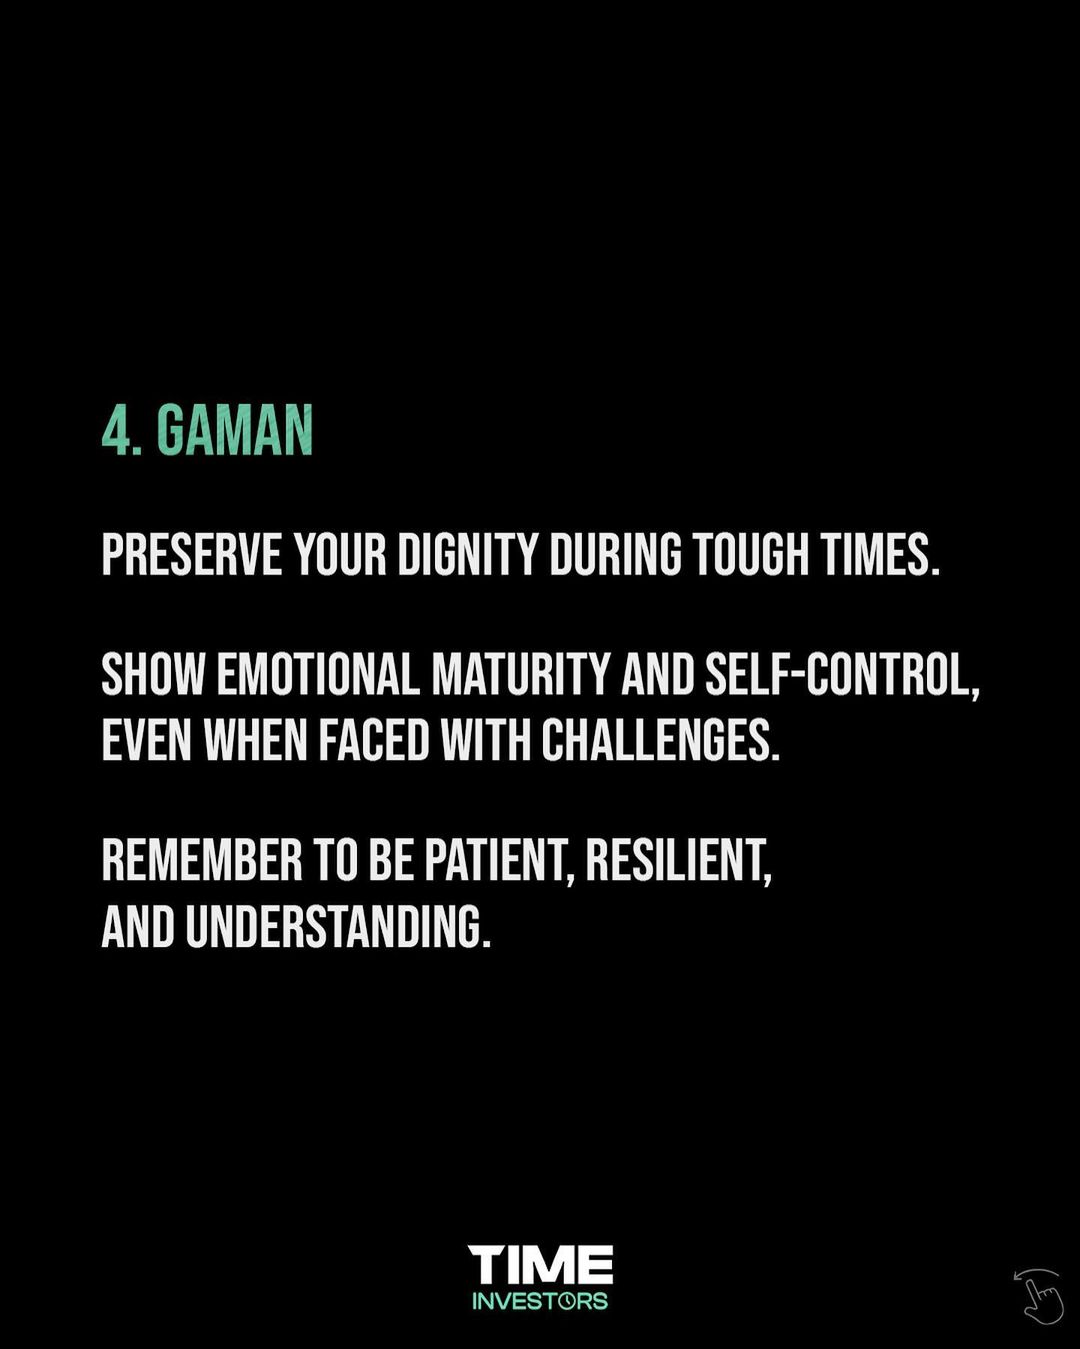 4. GAMAN
PRESERVE YOUR DIGNITY DURING TOUGH TIMES.
SHOW EMOTIONAL MATURITY AND SELF-CONTROL,
EVEN WHEN FACED WITH CHALLENGES.
REMEMBER TO BE PATIENT, RESILIENT,
AND UNDERSTANDING.
TIME
INVESTORS